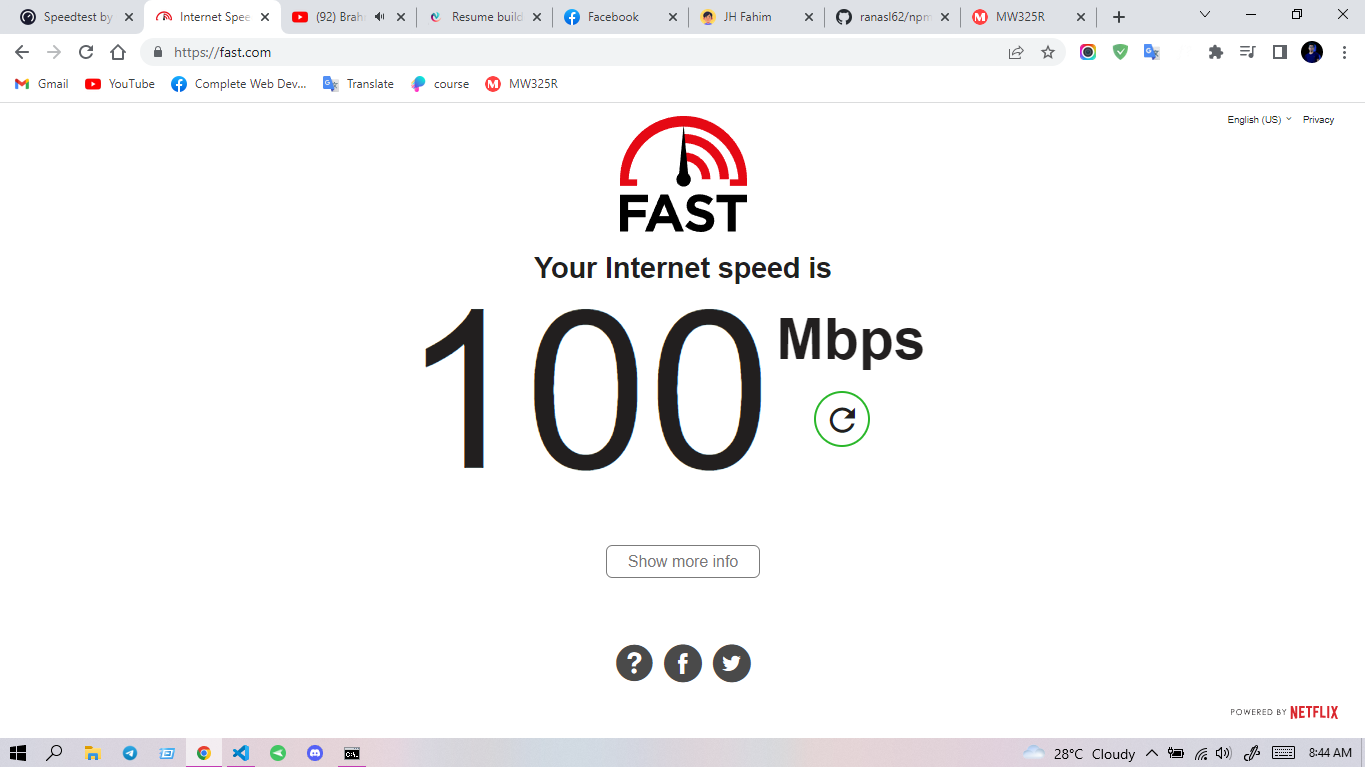 Speedtest by
Internet Spee
(92) Brah
Resume build
Facebook
JH Fahim
ranasl62/npm
MW325R
https://fast.com
Gmail
YouTube
Complete Web Dev...
Translate
course
MW325R
English (US)
Privacy
FAST
Your Internet speed is
100 Mbps
Show more info
POWERED BY NETFLIX
28°C Cloudy
8:44 AM